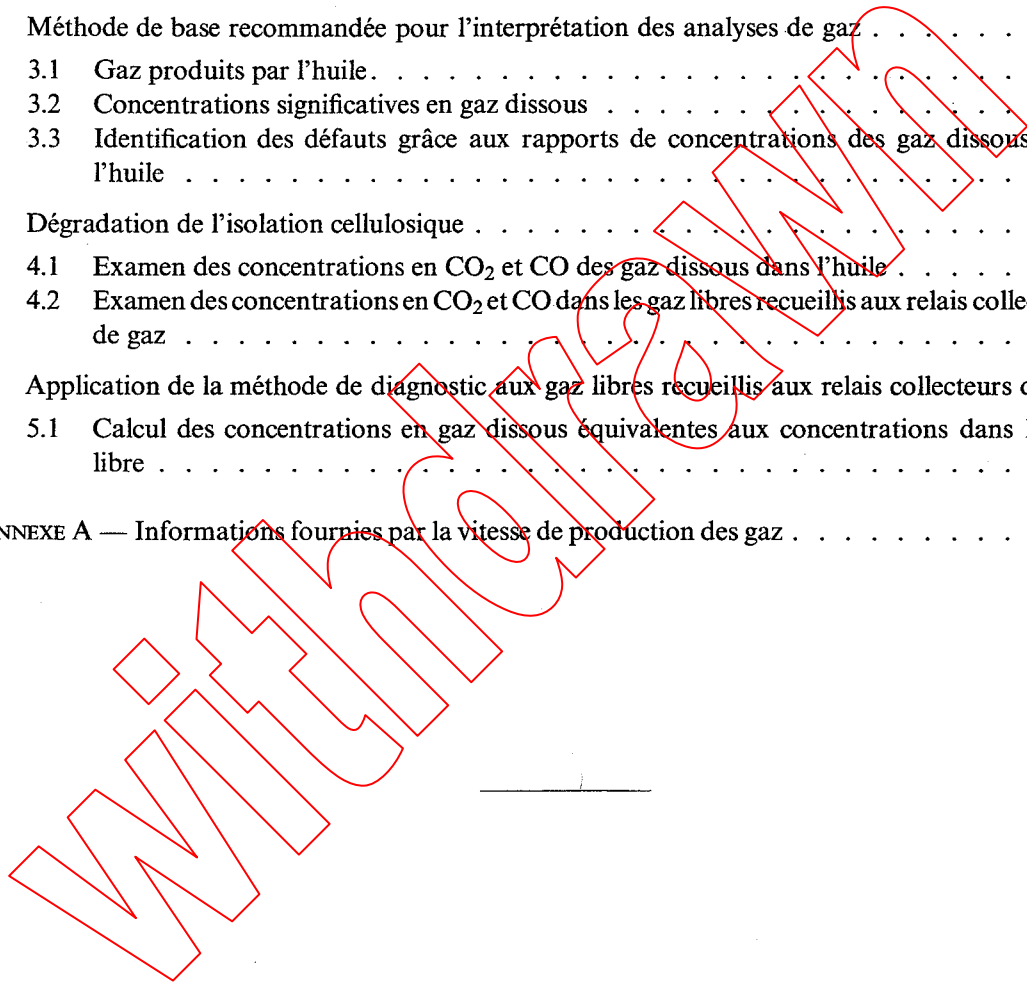 Méthode de base recommandée pour l'interprétation des analyses de gaz . . . . . .
3.1 Gaz produits par l'huile. . . . . . . . . . . . . . . . . . . . . . . . . .
3.2 Concentrations significatives en gaz dissous . . . . . . . . . . . . . . . .
3.3 Identification des défauts grâce aux rapports de concentrations des gaz dissous
l'huile . . . . . . . . . . . . . . . . . . . . . . . . . . . . . . . . .
Dégradation de l'isolation cellulosique . . . . . . . . . . . . . . . . . . . . .
4.1 Examen des concentrations en CO₂ et CO des gaz dissous dans l'huile . . . . .
4.2 Examen des concentrations en CO₂ et CO dans les gaz libres recueillis aux relais colle
de gaz . . . . . . . . . . . . . . . . . . . . . . . . . . . . . . . . .
Application de la méthode de diagnostic aux gaz libres recueillis aux relais collecteurs
5.1 Calcul des concentrations en gaz dissous équivalentes aux concentrations dans
libre . . . . . . . . . . . . . . . . . . . . . . . . . . . . . . . . . .
NNEXE A — Informations fournies par la vitesse de production des gaz . . . . . . . . . .
withdrawn